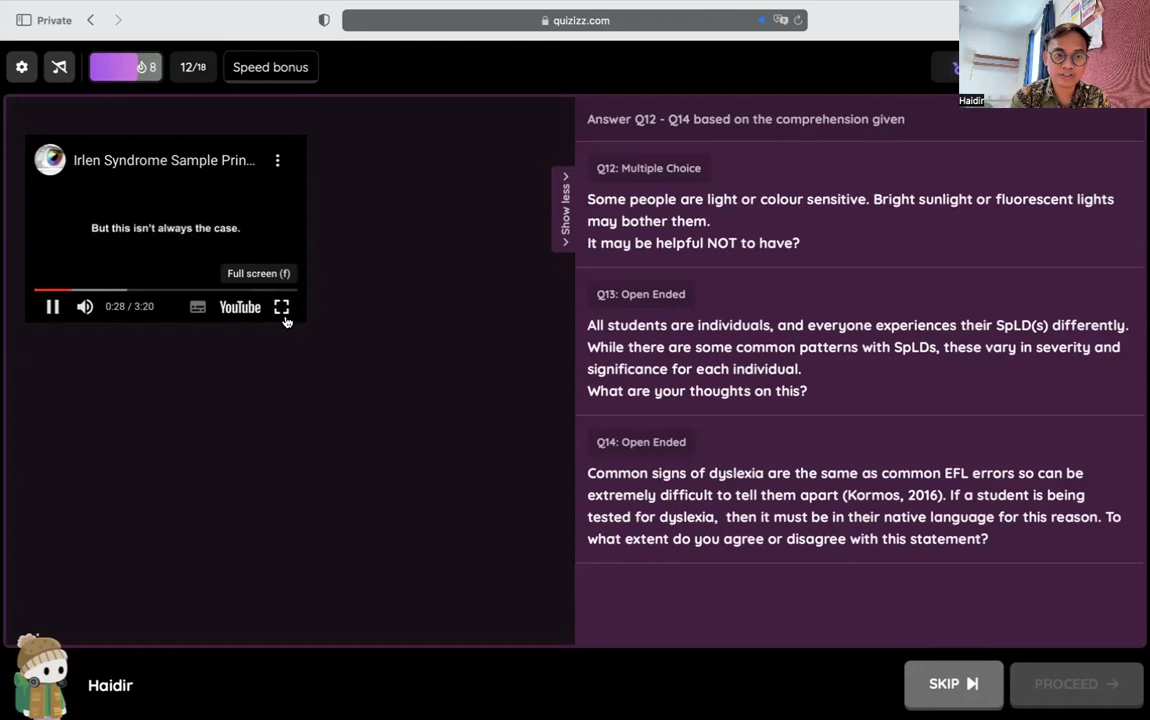 Private
quizizz.com
8
12/18
Speed bonus
Haidir
Irlen Syndrome Sample Prin...
But this isn't always the case.
Full screen (f)
0:28 / 3:20
YouTube
Show less
Answer Q12 - Q14 based on the comprehension given
Q12: Multiple Choice
Some people are light or colour sensitive. Bright sunlight or fluorescent lights
may bother them.
It may be helpful NOT to have?
Q13: Open Ended
All students are individuals, and everyone experiences their SpLD(s) differently.
While there are some common patterns with SpLDs, these vary in severity and
significance for each individual.
What are your thoughts on this?
Q14: Open Ended
Common signs of dyslexia are the same as common EFL errors so can be
extremely difficult to tell them apart (Kormos, 2016). If a student is being
tested for dyslexia, then it must be in their native language for this reason. To
what extent do you agree or disagree with this statement?
Haidir
SKIP
PROCEED